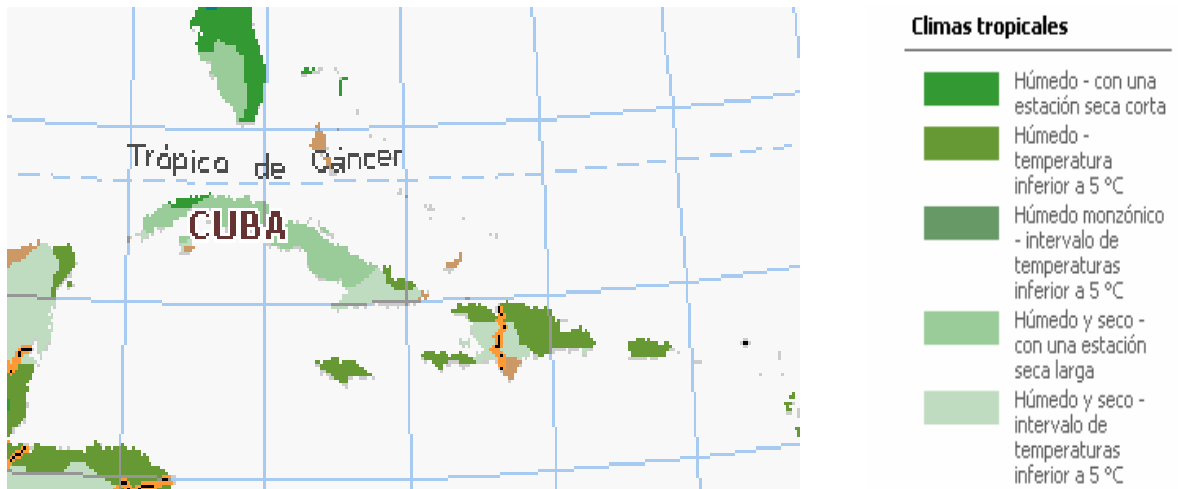 Trópico de Cáncer
CUBA
Climas tropicales
Húmedo - con una
estación seca corta
Húmedo -
temperatura
inferior a 5 °C
Húmedo monzónico
- intervalo de
temperaturas
inferior a 5 °C
Húmedo y seco -
con una estación
seca larga
Húmedo y seco -
intervalo de
temperaturas
inferior a 5 °C